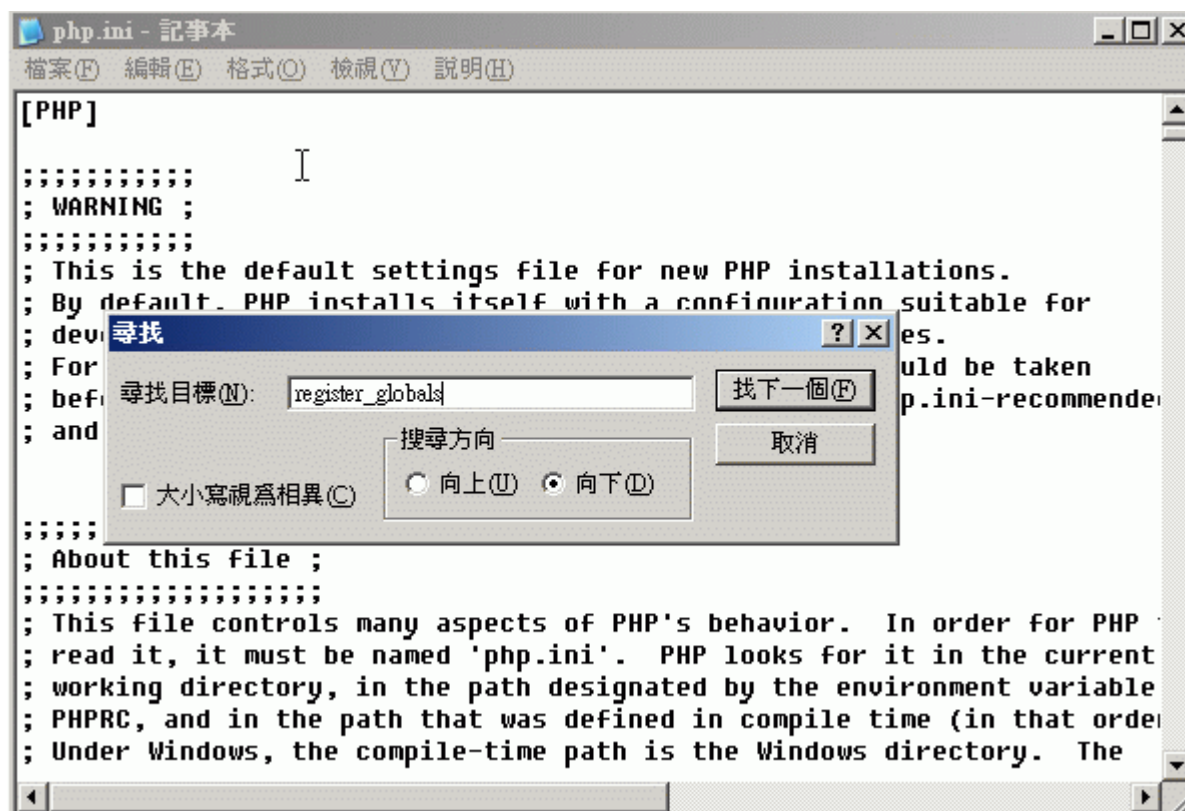 php.ini - 記事本
檔案(F) 編輯(E) 格式(O) 檢視(V) 說明(H)
[PHP]
;;;;;;;;;;;
; WARNING ;
;;;;;;;;;;;
; This is the default settings file for new PHP installations.
; By default, PHP installs itself with a configuration suitable for
; es.
; For uld be taken
; p.ini-recommende
; and
尋找
尋找目標(N): register_globals 找下一個(F)
搜尋方向 取消
向上(U) 向下(D)
大小寫視爲相異(C)
;;;;;
; About this file ;
;;;;;;;;;;;;;;;;;;;
; This file controls many aspects of PHP's behavior.  In order for PHP
; read it, it must be named 'php.ini'.  PHP looks for it in the current
; working directory, in the path designated by the environment variable
; PHPRC, and in the path that was defined in compile time (in that order
; Under Windows, the compile-time path is the Windows directory.  The